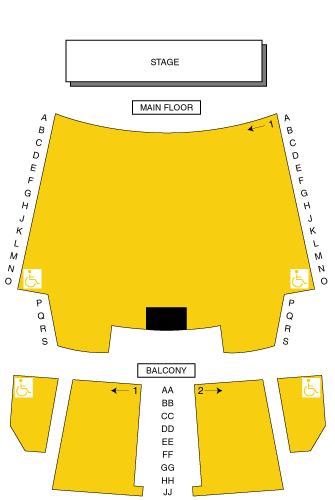 STAGE
MAIN FLOOR
A A
B 1 B
C C
D D
E E
F F
G G
H H
J J
K K
L L
M M
N N
O O
P P
Q Q
R R
S S
BALCONY
1 AA 2
BB
CC
DD
EE
FF
GG
HH
JJ